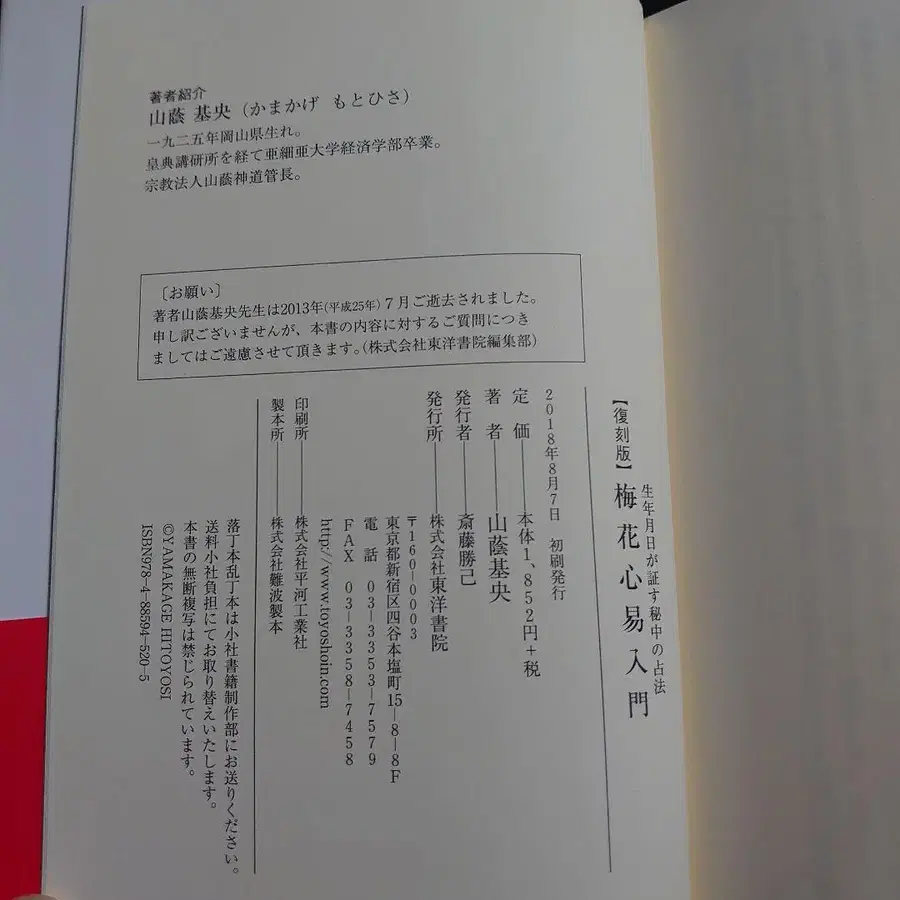 著者紹介
山蔭 基央（かまかげ もとひさ）
一九二五年岡山県生れ。
皇典講研所を経て亜細亜大学経済学部卒業。
宗教法人山蔭神道管長。
［お願い］
著者山蔭基央先生は2013年(平成25年)７月ご逝去されました。
申し訳ございませんが、本書の内容に対するご質問につき
ましてはご遠慮させて頂きます。(株式会社東洋書院編集部)
生年月日が証す秘中の占法
【復刻版】梅花心易入門
2018年8月7日 初刷発行
定 価――本体1,852円＋税
著 者――山蔭基央
発行者――斎藤勝己
発行所――株式会社東洋書院
〒160-0003
東京都新宿区四谷本塩町15-8-8F
電 話 03-3353-7579
FAX 03-3358-7458
http://www.toyoshoin.com
印刷所――株式会社平河工業社
製本所――株式会社難波製本
落丁本乱丁本は小社書籍制作部にお送りください。
送料小社負担にてお取り替えいたします。
本書の無断複写は禁じられています。
©YAMAKAGE HITOYOSI
ISBN978-4-88594-520-5